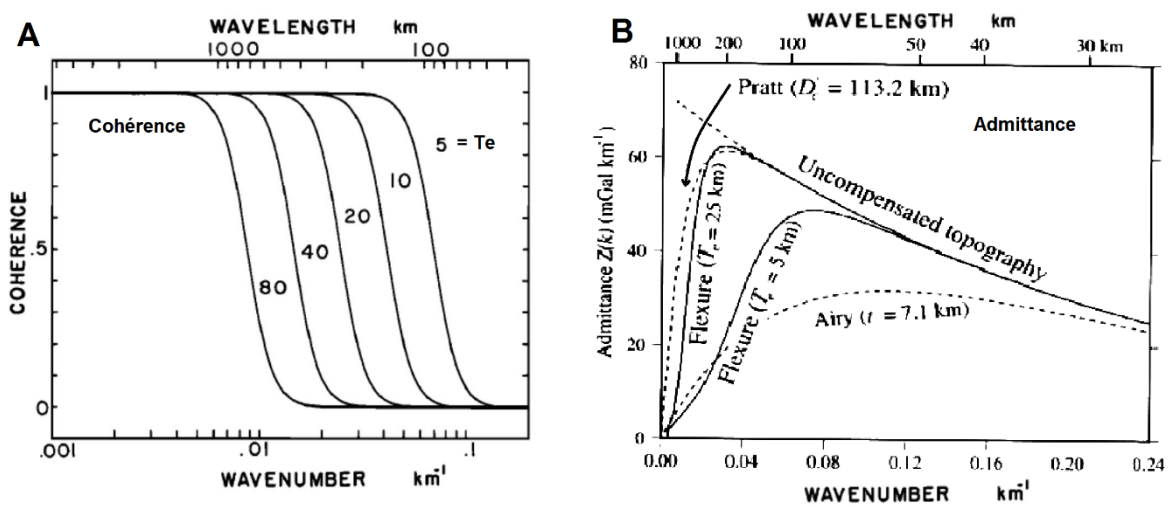 A
WAVELENGTH km
1000 100
1
Cohérence
5 = Te
10
20
40
80
.5
0
COHERENCE
.001 .01 .1
WAVENUMBER km⁻¹
B
WAVELENGTH km
1000 200 100 50 40 30 km
80
60
40
20
0
Admittance Z(k) (mGal km⁻¹)
Pratt (D = 113.2 km)
Admittance
Uncompensated topography
Flexure (Tₑ = 25 km)
Flexure (Tₑ = 5 km)
Airy (t = 7.1 km)
0.00 0.04 0.08 0.12 0.16 0.20 0.24
WAVENUMBER km⁻¹